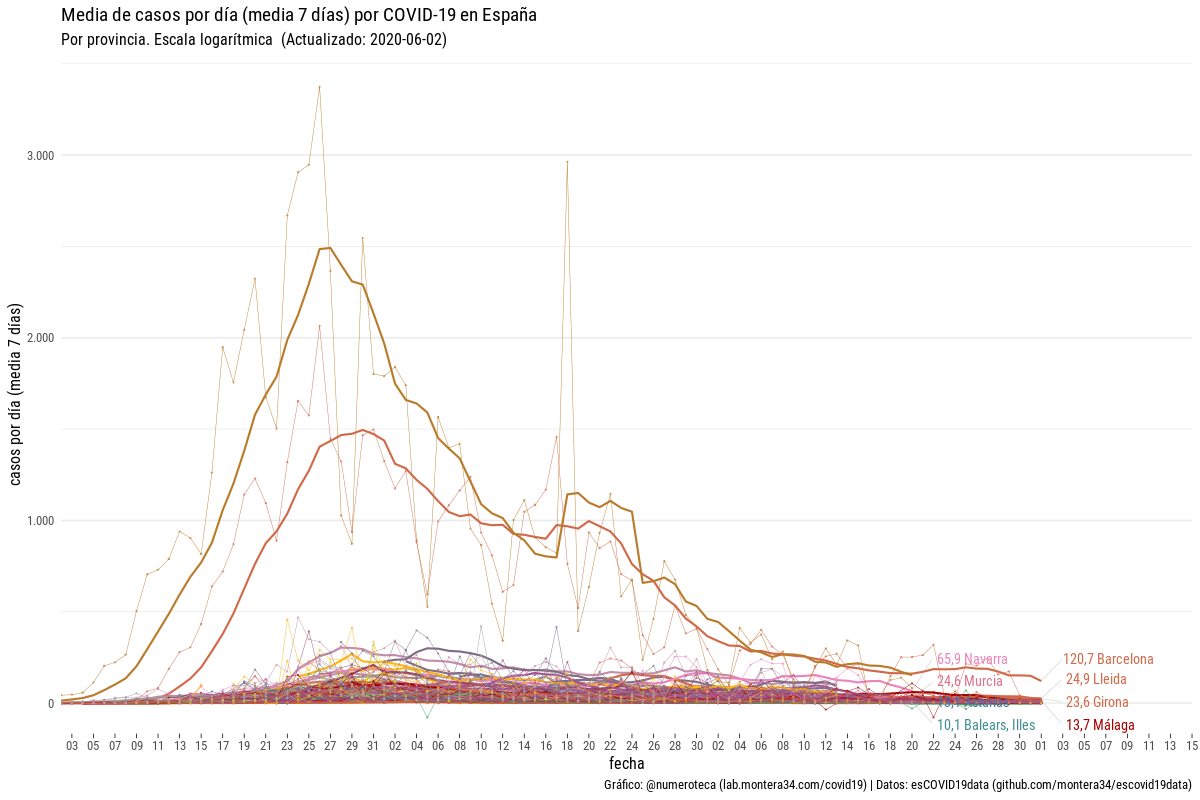 Media de casos por día (media 7 días) por COVID-19 en España
Por provincia. Escala logarítmica  (Actualizado: 2020-06-02)
casos por día (media 7 días)
3.000
2.000
1.000
0
65,9 Navarra
120,7 Barcelona
24,6 Murcia
24,9 Lleida
23,6 Girona
10,1 Balears, Illes
13,7 Málaga
03 05 07 09 11 13 15 17 19 21 23 25 27 29 31 02 04 06 08 10 12 14 16 18 20 22 24 26 28 30 02 04 06 08 10 12 14 16 18 20 22 24 26 28 30 01 03 05 07 09 11 13 15
fecha
Gráfico: @numeroteca (lab.montera34.com/covid19) | Datos: esCOVID19data (github.com/montera34/escovid19data)